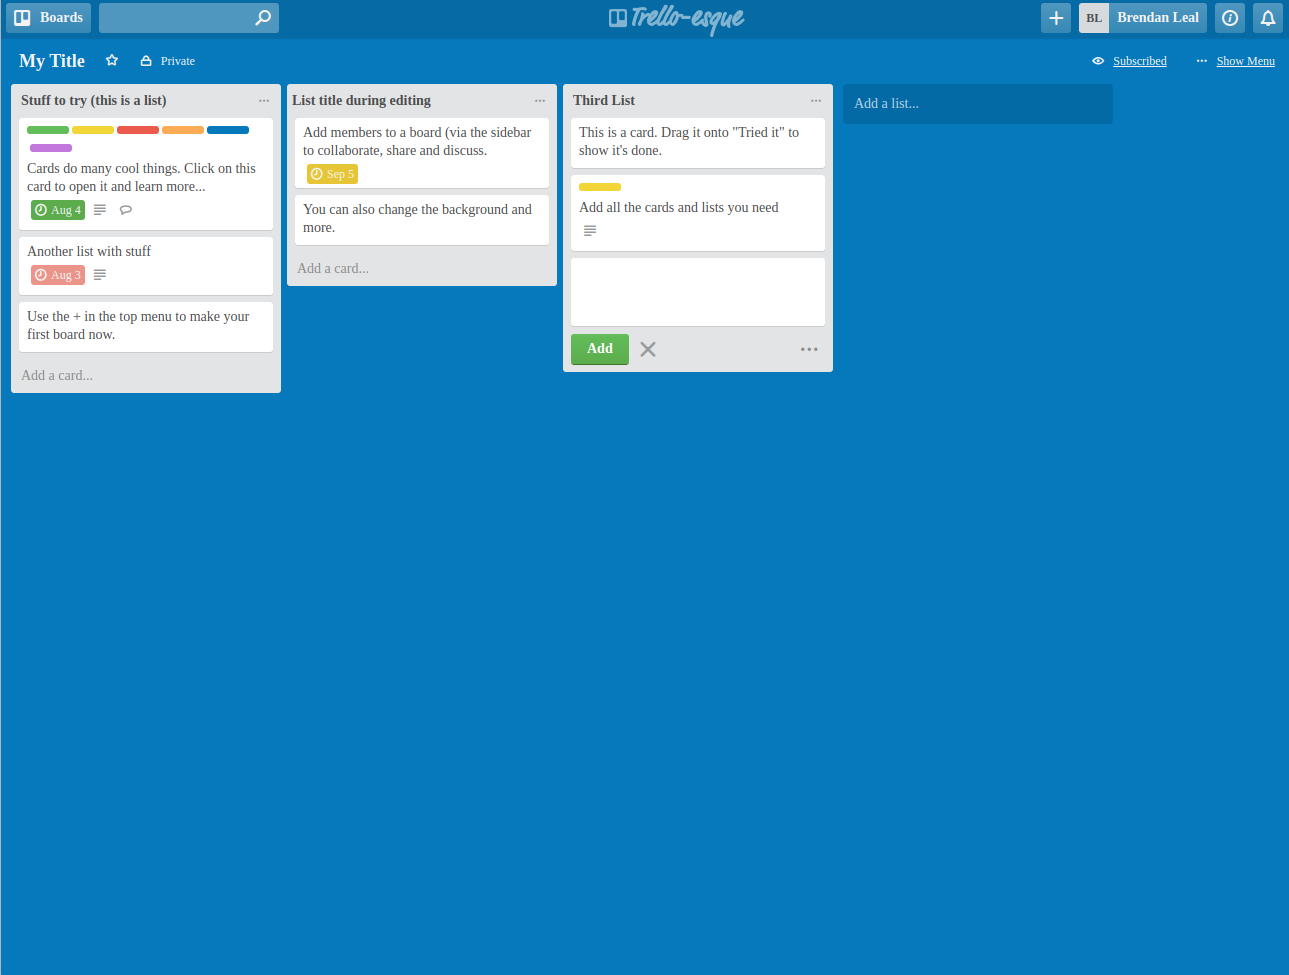 Boards
Trello-esque
BL Brendan Leal
My Title
Private
Subscribed
Show Menu
Stuff to try (this is a list)
Cards do many cool things. Click on this
card to open it and learn more...
Aug 4
Another list with stuff
Aug 3
Use the + in the top menu to make your
first board now.
Add a card...
List title during editing
Add members to a board (via the sidebar
to collaborate, share and discuss.
Sep 5
You can also change the background and
more.
Add a card...
Third List
This is a card. Drag it onto "Tried it" to
show it's done.
Add all the cards and lists you need
Add
Add a list...